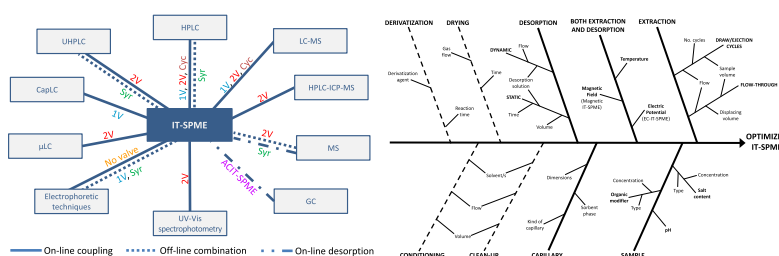 HPLC
UHPLC
LC-MS
CapLC
HPLC-ICP-MS
IT-SPME
µLC
MS
Electrophoretic
techniques
UV-Vis
spectrophotometry
GC
2V
Syr
1V, 2V, Cyc
Syr
1V, 2V, Cyc
2V
1V
2V
2V
Syr
No valve
1V, Syr
2V
ACIT-SPME
On-line coupling
Off-line combination
On-line desorption
DERIVATIZATION
DRYING
DESORPTION
BOTH EXTRACTION
AND DESORPTION
EXTRACTION
Derivatization
agent
Gas
flow
Time
Reaction
time
DYNAMIC
Flow
Desorption
solution
STATIC
Time
Volume
Temperature
Magnetic
Field
(Magnetic
IT-SPME)
Electric
Potential
(EC-IT-SPME)
No. cycles
DRAW/EJECTION
CYCLES
Sample
volume
Flow
FLOW-THROUGH
Displacing
volume
OPTIMIZ
IT-SPM
Solvent/s
Flow
Volume
Dimensions
Sorbent
phase
Kind of
capillary
Concentration
Organic
modifier
Type
pH
Concentration
Type
Salt
content
CONDITIONING
CLEAN-UP
CAPILLARY
SAMPLE